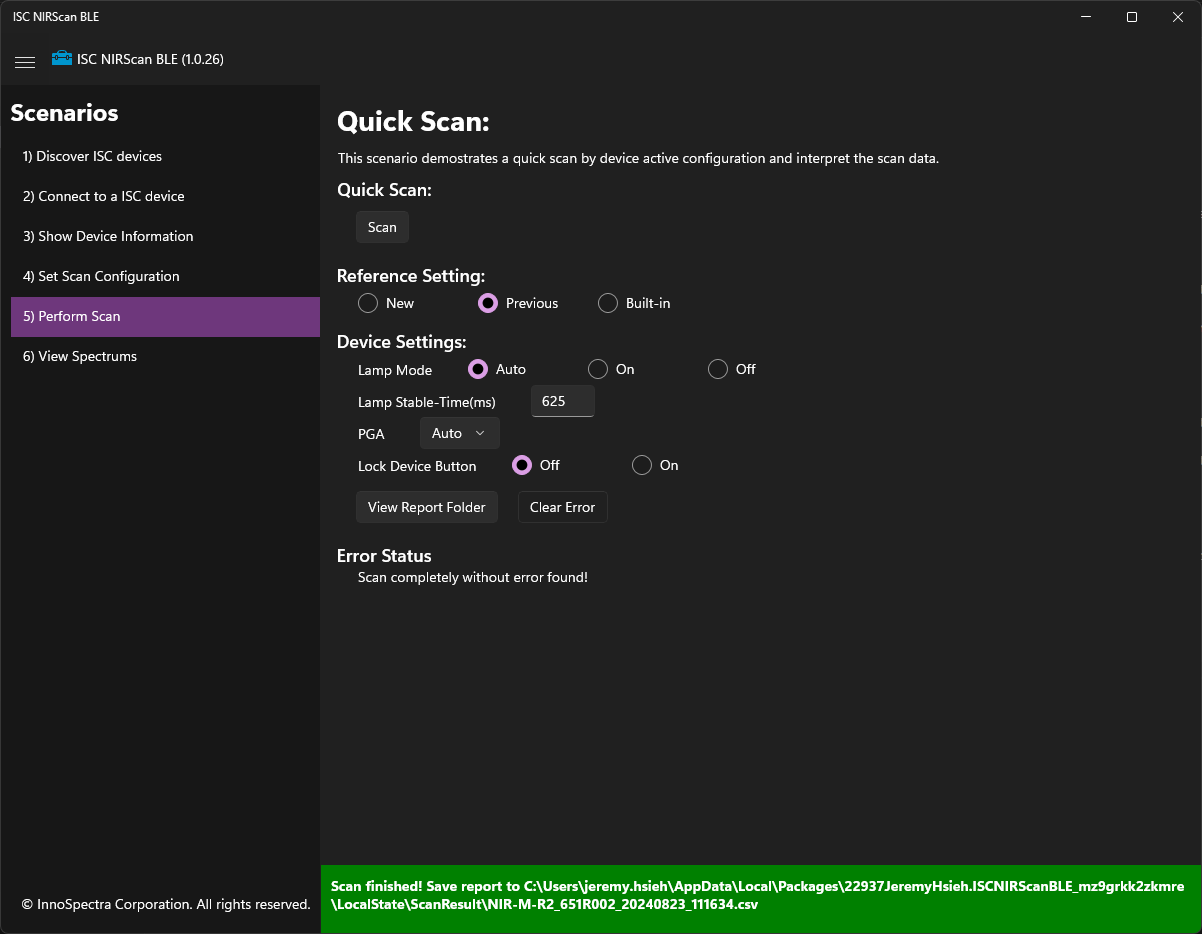 ISC NIRScan BLE
ISC NIRScan BLE (1.0.26)
Scenarios
1) Discover ISC devices
2) Connect to a ISC device
3) Show Device Information
4) Set Scan Configuration
5) Perform Scan
6) View Spectrums
© InnoSpectra Corporation. All rights reserved.
Quick Scan:
This scenario demostrates a quick scan by device active configuration and interpret the scan data.
Quick Scan:
Scan
Reference Setting:
New Previous Built-in
Device Settings:
Lamp Mode Auto On Off
Lamp Stable-Time(ms) 625
PGA Auto
Lock Device Button Off On
View Report Folder Clear Error
Error Status
Scan completely without error found!
Scan finished! Save report to C:\Users\jeremy.hsieh\AppData\Local\Packages\22937JeremyHsieh.ISCNIRScanBLE_mz9grkk2zkmre
\LocalState\ScanResult\NIR-M-R2_651R002_20240823_111634.csv